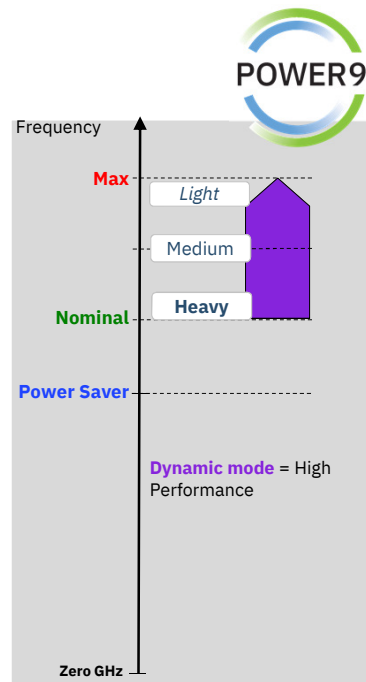 POWER9
Frequency
Max
Light
Medium
Heavy
Nominal
Power Saver
Dynamic mode = High
Performance
Zero GHz